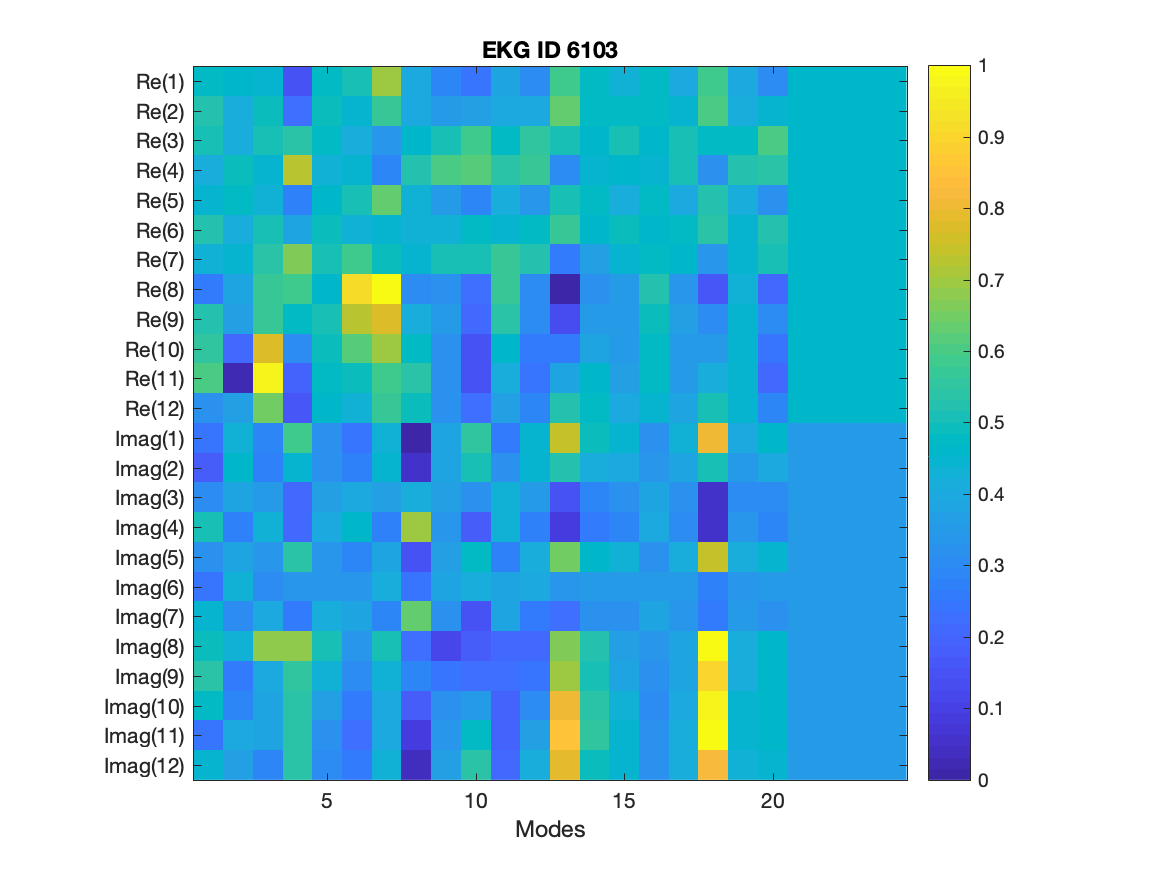 EKG ID 6103
Re(1)
Re(2)
Re(3)
Re(4)
Re(5)
Re(6)
Re(7)
Re(8)
Re(9)
Re(10)
Re(11)
Re(12)
Imag(1)
Imag(2)
Imag(3)
Imag(4)
Imag(5)
Imag(6)
Imag(7)
Imag(8)
Imag(9)
Imag(10)
Imag(11)
Imag(12)
5 10 15 20
Modes
1
0.9
0.8
0.7
0.6
0.5
0.4
0.3
0.2
0.1
0